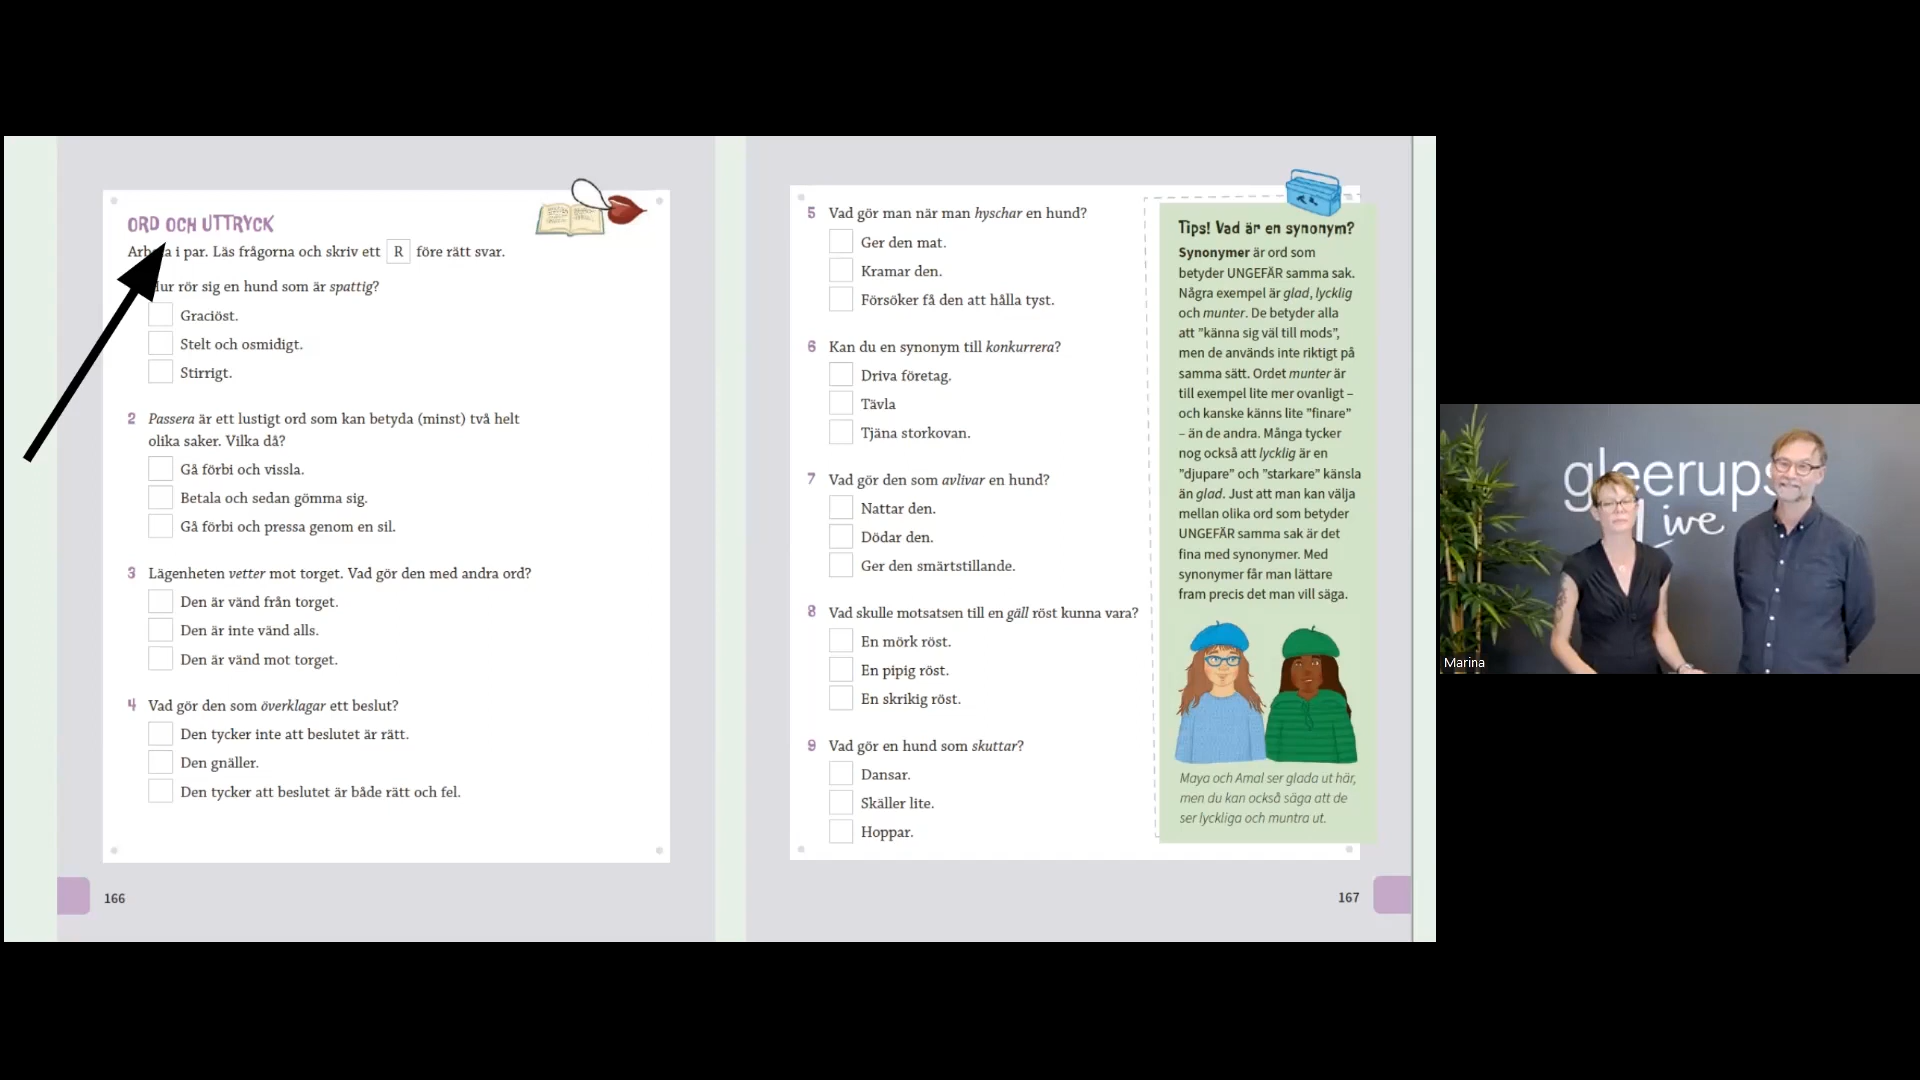 ORD OCH UTTRYCK
i par. Läs frågorna och skriv ett R före rätt svar.
rör sig en hund som är spattig?
Graciöst.
Stelt och osmidigt.
Stirrigt.
2 Passera är ett lustigt ord som kan betyda (minst) två helt
olika saker. Vilka då?
Gå förbi och vissla.
Betala och sedan gömma sig.
Gå förbi och pressa genom en sil.
3 Lägenheten vetter mot torget. Vad gör den med andra ord?
Den är vänd från torget.
Den är inte vänd alls.
Den är vänd mot torget.
4 Vad gör den som överklagar ett beslut?
Den tycker inte att beslutet är rätt.
Den gnäller.
Den tycker att beslutet är både rätt och fel.
166
5 Vad gör man när man hyschar en hund?
Ger den mat.
Kramar den.
Försöker få den att hålla tyst.
6 Kan du en synonym till konkurrera?
Driva företag.
Tävla
Tjäna storkovan.
7 Vad gör den som avlivar en hund?
Nattar den.
Dödar den.
Ger den smärtstillande.
8 Vad skulle motsatsen till en gäll röst kunna vara?
En mörk röst.
En pipig röst.
En skrikig röst.
9 Vad gör en hund som skuttar?
Dansar.
Skäller lite.
Hoppar.
Tips! Vad är en synonym?
Synonymer är ord som
betyder UNGEFÄR samma sak.
Några exempel är glad, lycklig
och munter. De betyder alla
att ”känna sig väl till mods”,
men de används inte riktigt på
samma sätt. Ordet munter är
till exempel lite mer ovanligt –
och kanske känns lite ”finare”
– än de andra. Många tycker
nog också att lycklig är en
”djupare” och ”starkare” känsla
än glad. Just att man kan välja
mellan olika ord som betyder
UNGEFÄR samma sak är det
fina med synonymer. Med
synonymer får man lättare
fram precis det man vill säga.
Maya och Amal ser glada ut här,
men du kan också säga att de
ser lyckliga och muntra ut.
167
gleerups
Live
Marina